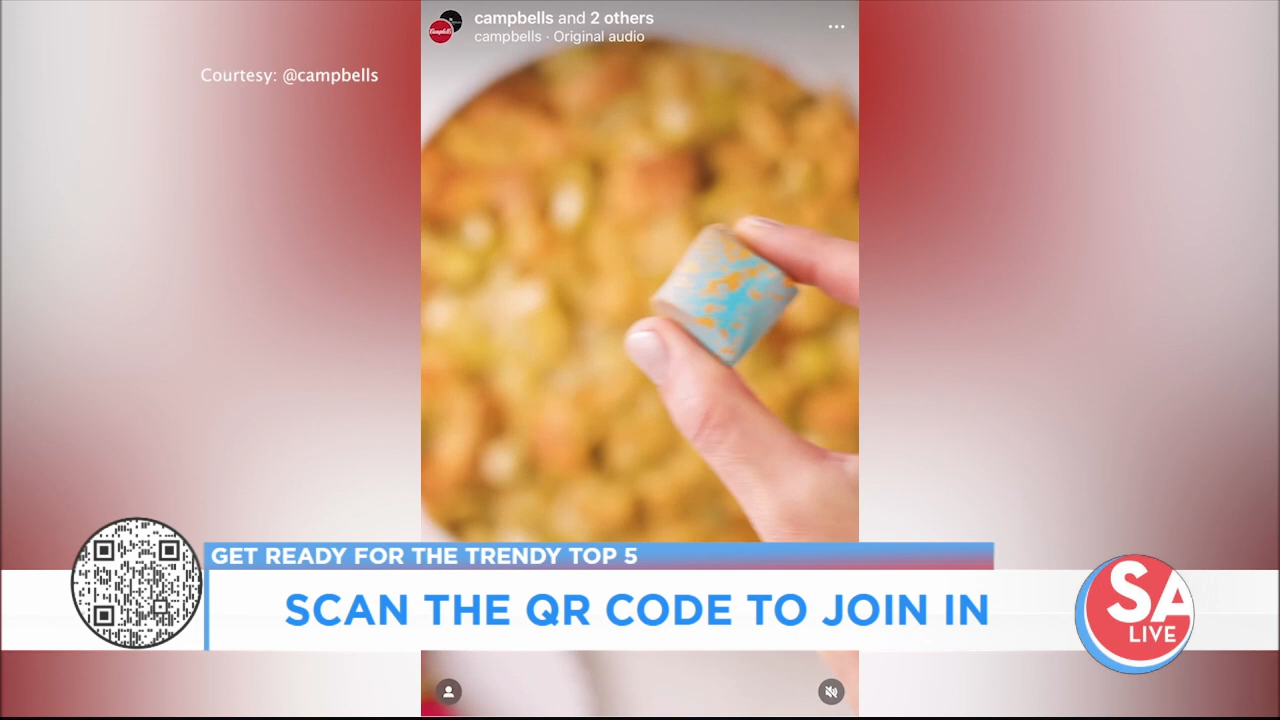 campbells and 2 others
campbells · Original audio
Courtesy: @campbells
Campbell's
GET READY FOR THE TRENDY TOP 5
SCAN THE QR CODE TO JOIN IN
SA
LIVE